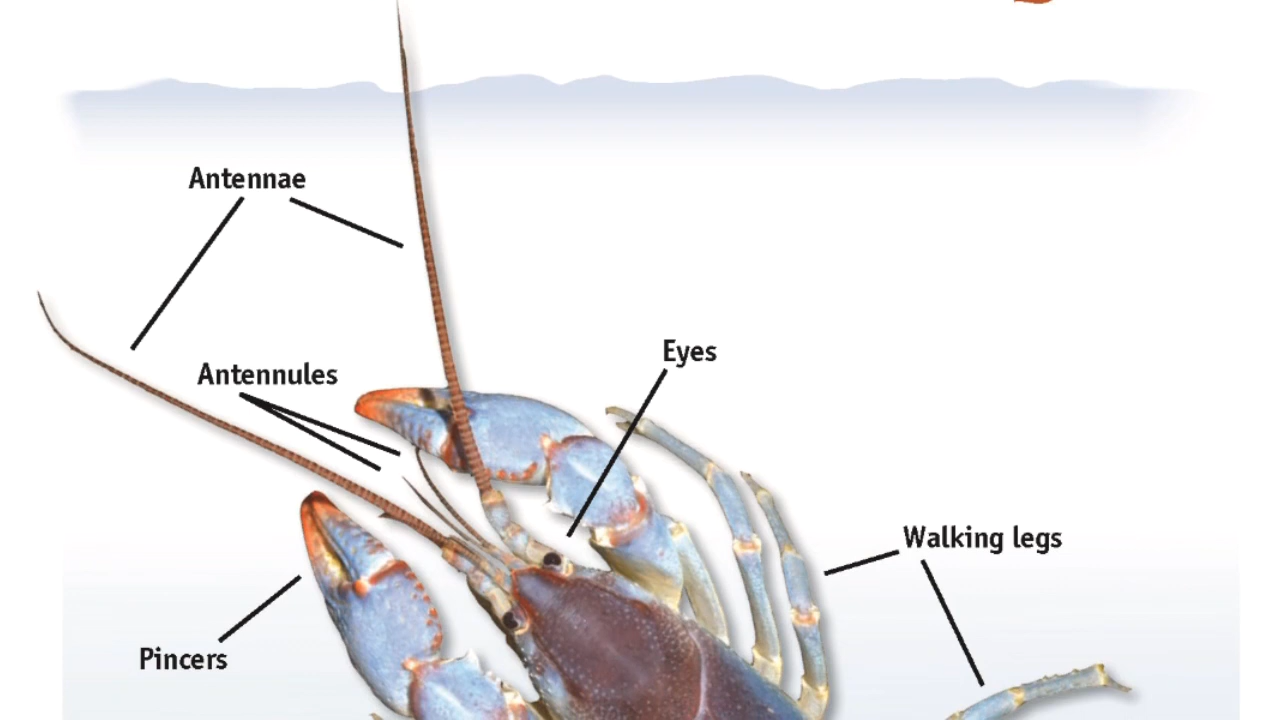 Antennae
Eyes
Antennules
Walking legs
Pincers